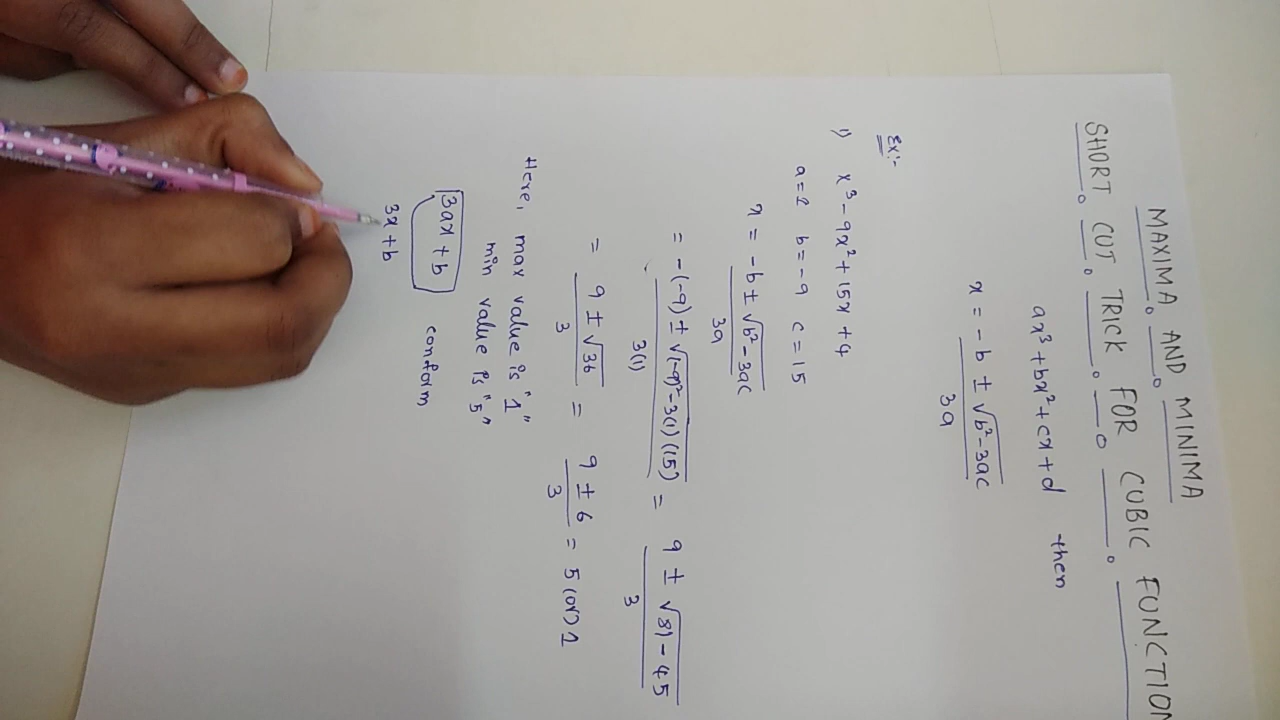 MAXIMA AND MINIMA
SHORT CUT TRICK FOR CUBIC FUNCTION
ax³ + bx² + cx + d then
x = -b ± √b²-3ac / 3a
Ex:-
1) x³ - 9x² + 15x + 4
a = 1 b = -9 c = 15
x = -b ± √b²-3ac / 3a
= -(-9) ± √(-9)²-3(1)(15) / 3(1) = 9 ± √81-45 / 3
= 9 ± √36 / 3 = 9 ± 6 / 3 = 5 (or) 1
Here, max value is "1"
min value is "5"
3ax + b conform
3x + b